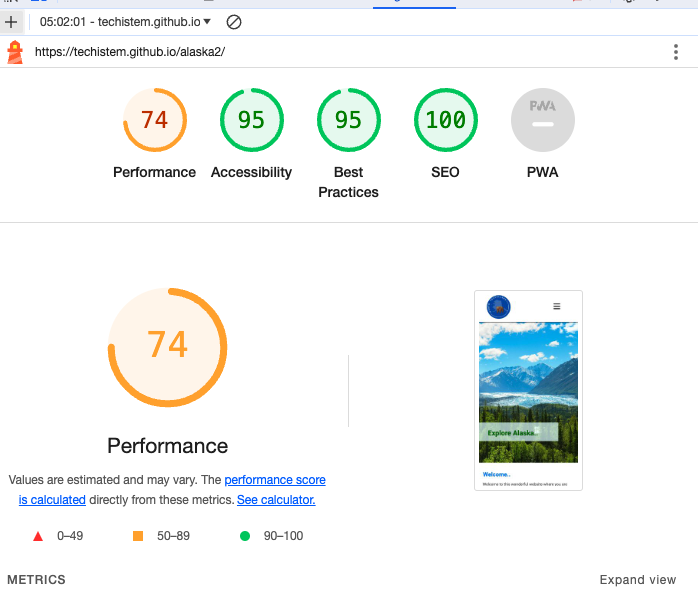 05:02:01 - techistem.github.io ▼
https://techistem.github.io/alaska2/
74
95
95
100
PWA
Performance
Accessibility
Best
Practices
SEO
PWA
74
Explore Alaska..
Welcome..
Welcome to this wonderful website where you are
Performance
Values are estimated and may vary. The performance score
is calculated directly from these metrics. See calculator.
0–49
50–89
90–100
METRICS
Expand view